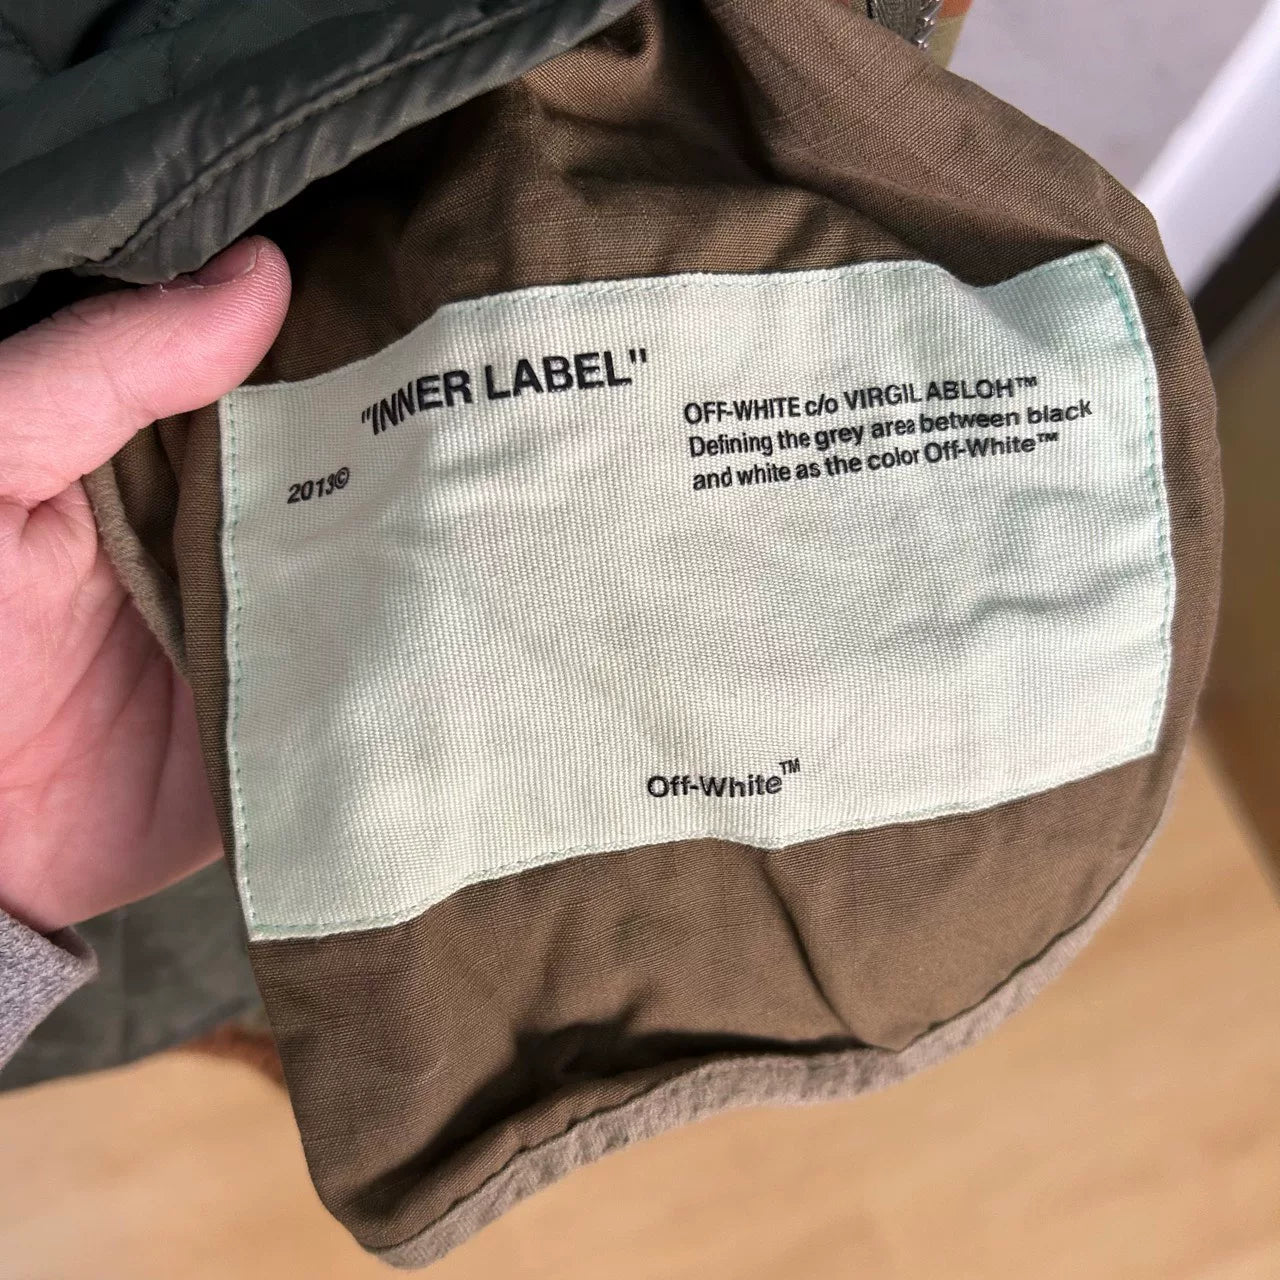 "INNER LABEL"
2013©
OFF-WHITE c/o VIRGIL ABLOH™
Defining the grey area between black
and white as the color Off-White™
Off-White™